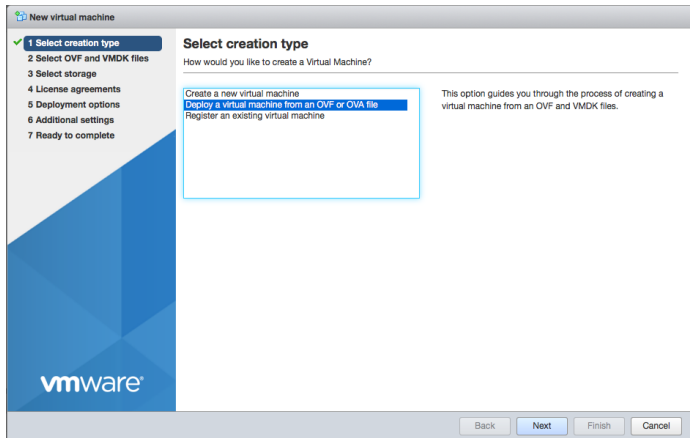 New virtual machine
1 Select creation type
2 Select OVF and VMDK files
3 Select storage
4 License agreements
5 Deployment options
6 Additional settings
7 Ready to complete
vmware®
Select creation type
How would you like to create a Virtual Machine?
Create a new virtual machine
Deploy a virtual machine from an OVF or OVA file
Register an existing virtual machine
This option guides you through the process of creating a
virtual machine from an OVF and VMDK files.
Back Next Finish Cancel